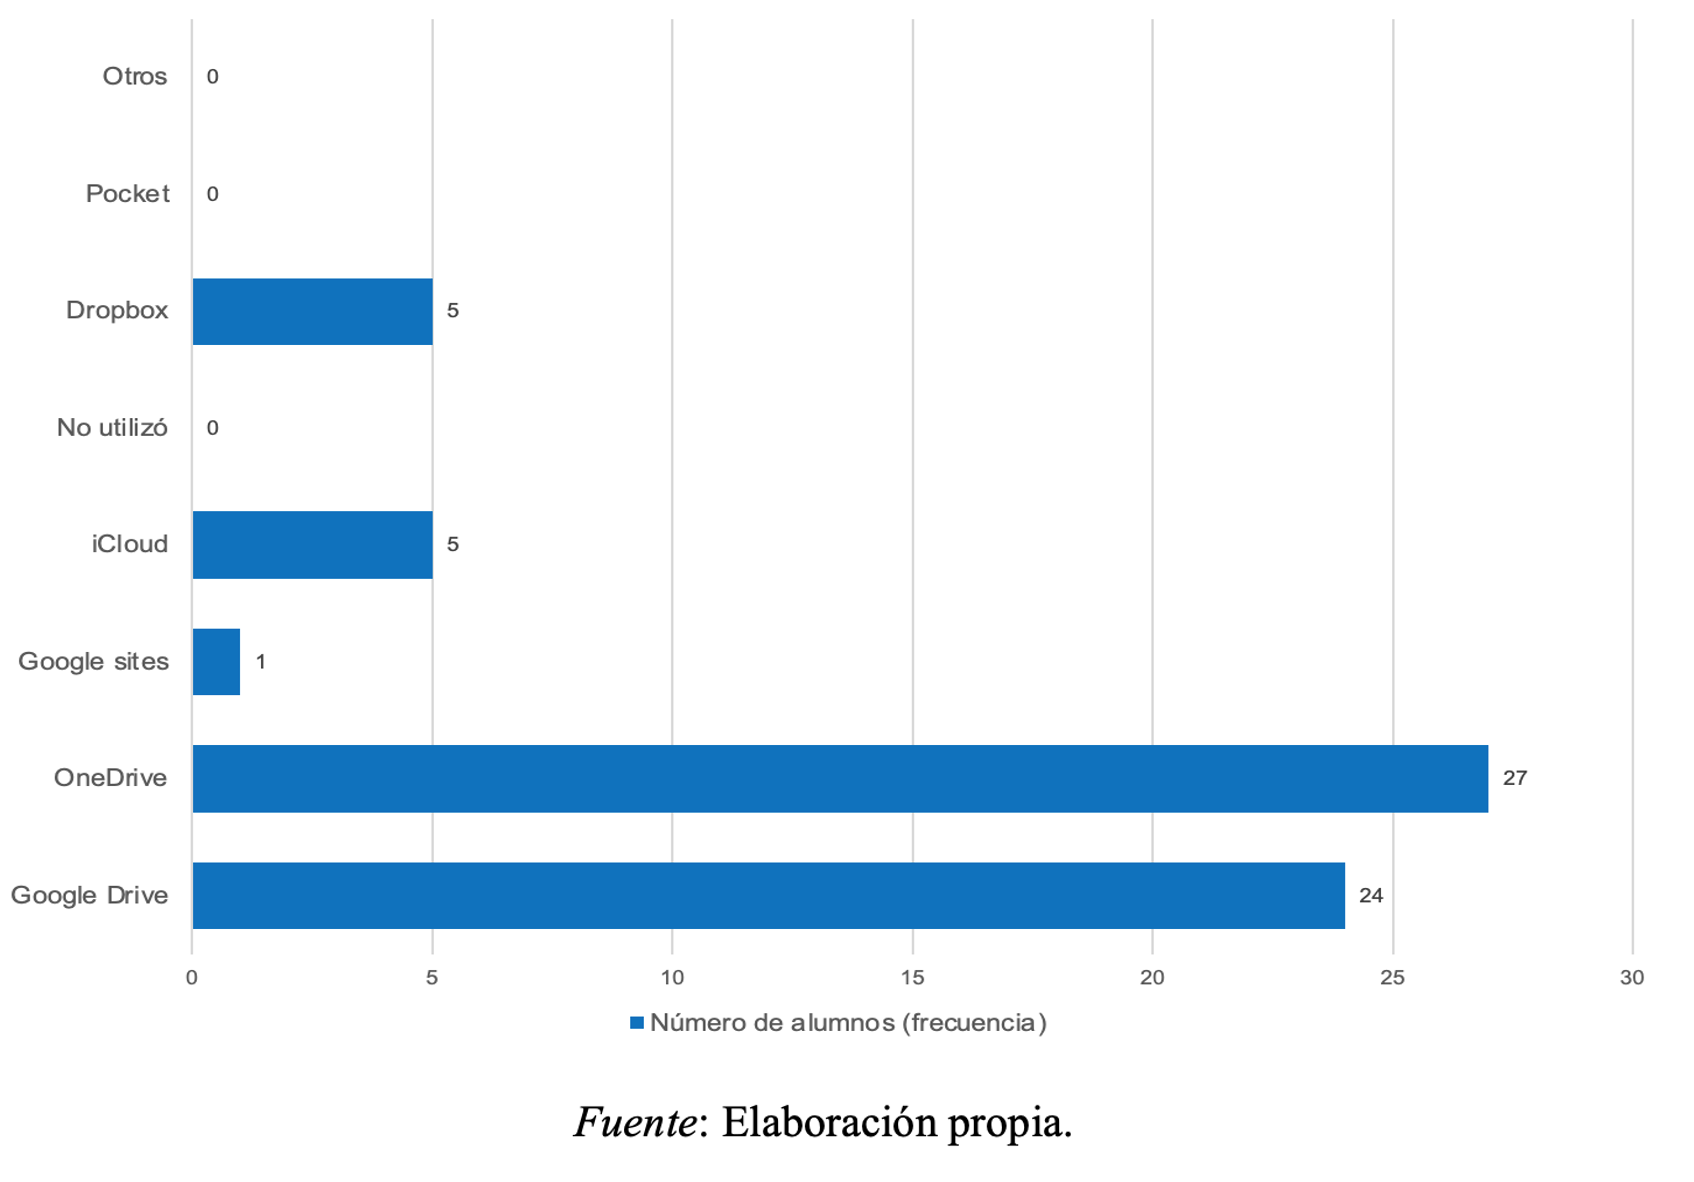 Otros 0
Pocket 0
Dropbox 5
No utilizó 0
iCloud 5
Google sites 1
OneDrive 27
Google Drive 24
0 5 10 15 20 25 30
Número de alumnos (frecuencia)
Fuente: Elaboración propia.